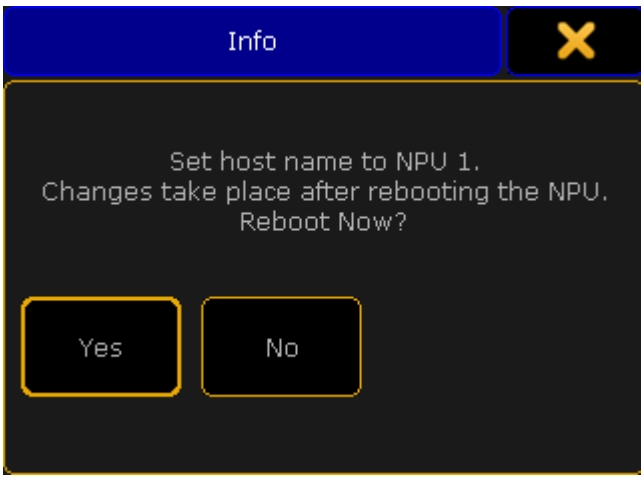 Info
Set host name to NPU 1.
Changes take place after rebooting the NPU.
Reboot Now?
Yes
No